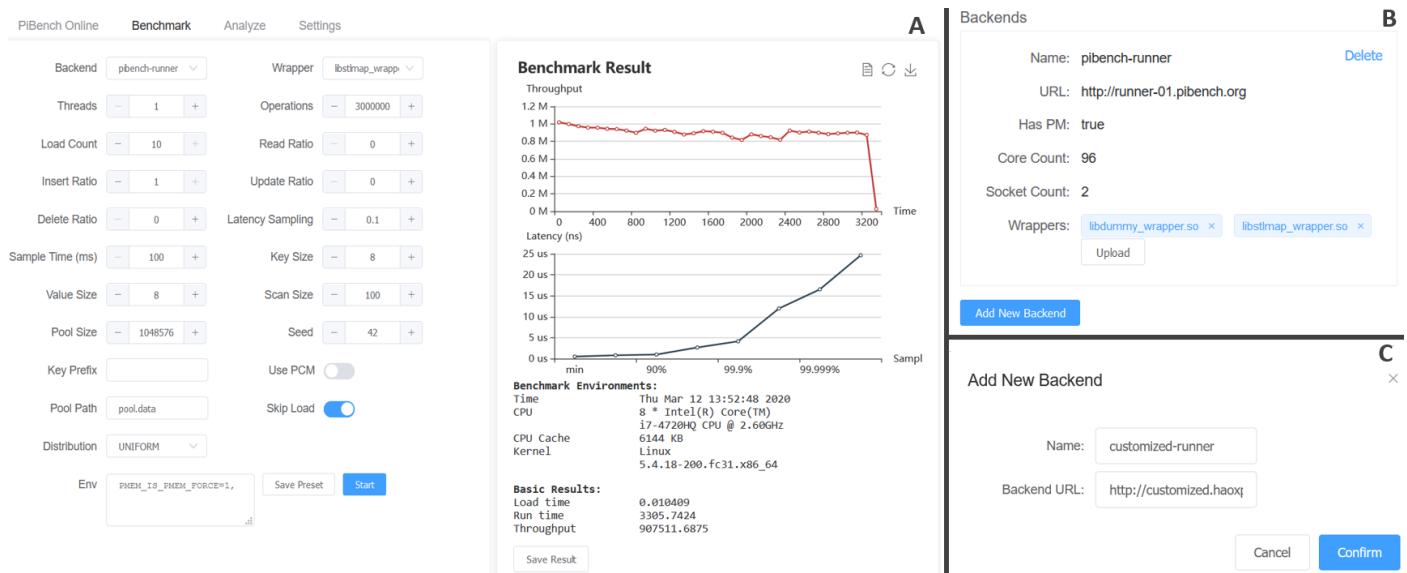 PiBench Online Benchmark Analyze Settings
A
Backend pibench-runner Wrapper libstlmap_wrapp
Threads - 1 + Operations - 3000000 +
Load Count - 10 + Read Ratio - 0 +
Insert Ratio - 1 + Update Ratio - 0 +
Delete Ratio - 0 + Latency Sampling - 0.1 +
Sample Time (ms) - 100 + Key Size - 8 +
Value Size - 8 + Scan Size - 100 +
Pool Size - 1048576 + Seed - 42 +
Key Prefix Use PCM
Pool Path pool.data Skip Load
Distribution UNIFORM
Env PMEM_IS_PMEM_FORCE=1, Save Preset Start
Benchmark Result
Throughput
1.2 M
1 M
0.8 M
0.6 M
0.4 M
0.2 M
0 M
0 400 800 1200 1600 2000 2400 2800 3200 Time
Latency (ns)
25 us
20 us
15 us
10 us
5 us
0 us
min 90% 99.9% 99.999% Sampl
Benchmark Environments:
Time Thu Mar 12 13:52:48 2020
CPU 8 * Intel(R) Core(TM)
i7-4720HQ CPU @ 2.60GHz
CPU Cache 6144 KB
Kernel Linux
5.4.18-200.fc31.x86_64
Basic Results:
Load time 0.010409
Run time 3305.7424
Throughput 907511.6875
Save Result
Backends B
Name: pibench-runner Delete
URL: http://runner-01.pibench.org
Has PM: true
Core Count: 96
Socket Count: 2
Wrappers: libdummy_wrapper.so × libstlmap_wrapper.so ×
Upload
Add New Backend
C
Add New Backend ×
Name: customized-runner
Backend URL: http://customized.haoxp
Cancel Confirm